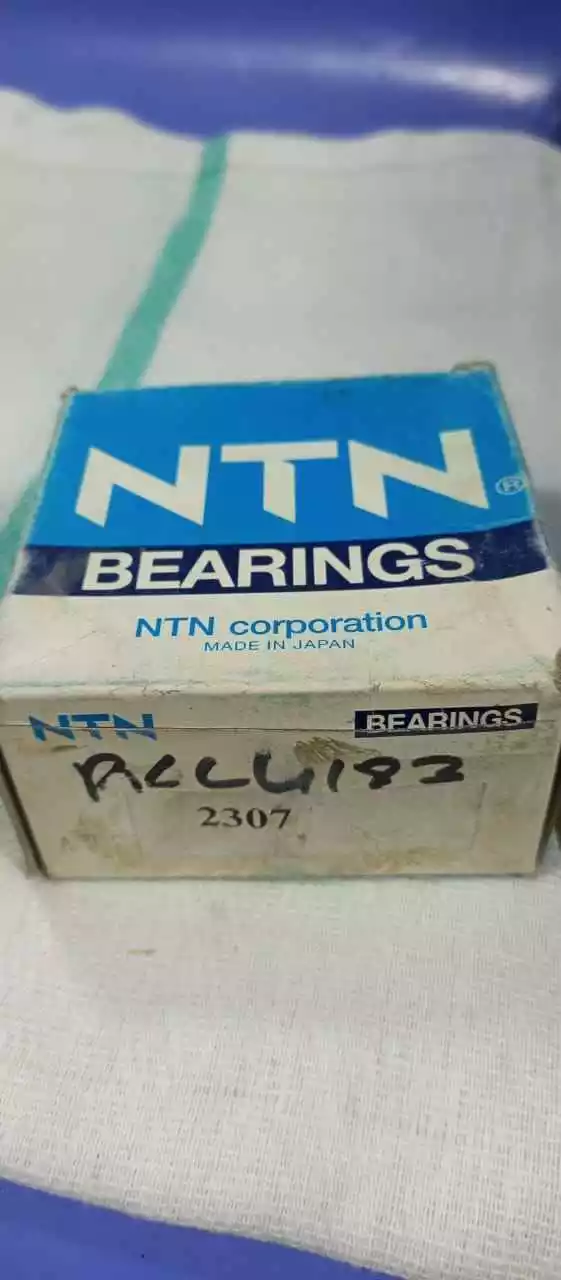 NTN®
BEARINGS
NTN corporation
MADE IN JAPAN
NTN BEARINGS
2307